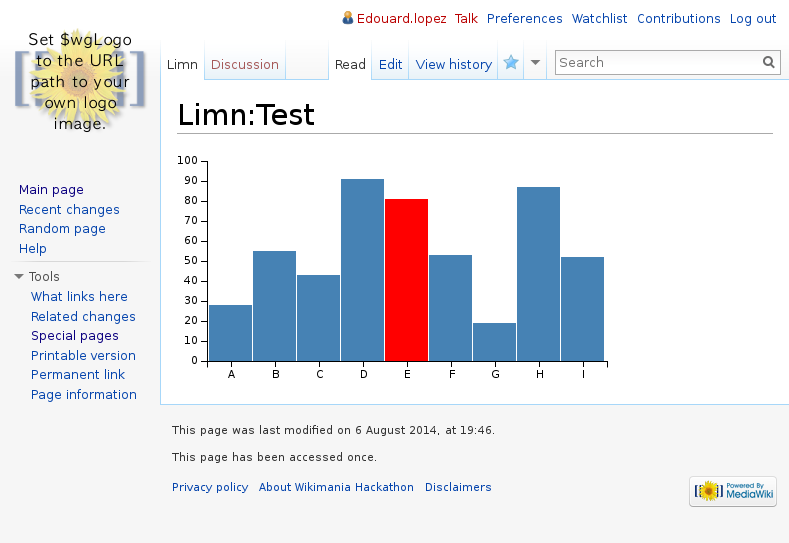 Edouard.lopez Talk Preferences Watchlist Contributions Log out
Set $wgLogo
to the URL
path to your
own logo
image.
Limn Discussion Read Edit View history Search
Limn:Test
100
90
80
70
60
50
40
30
20
10
0
A B C D E F G H I
Main page
Recent changes
Random page
Help
Tools
What links here
Related changes
Special pages
Printable version
Permanent link
Page information
This page was last modified on 6 August 2014, at 19:46.
This page has been accessed once.
Privacy policy About Wikimania Hackathon Disclaimers
Powered By
MediaWiki